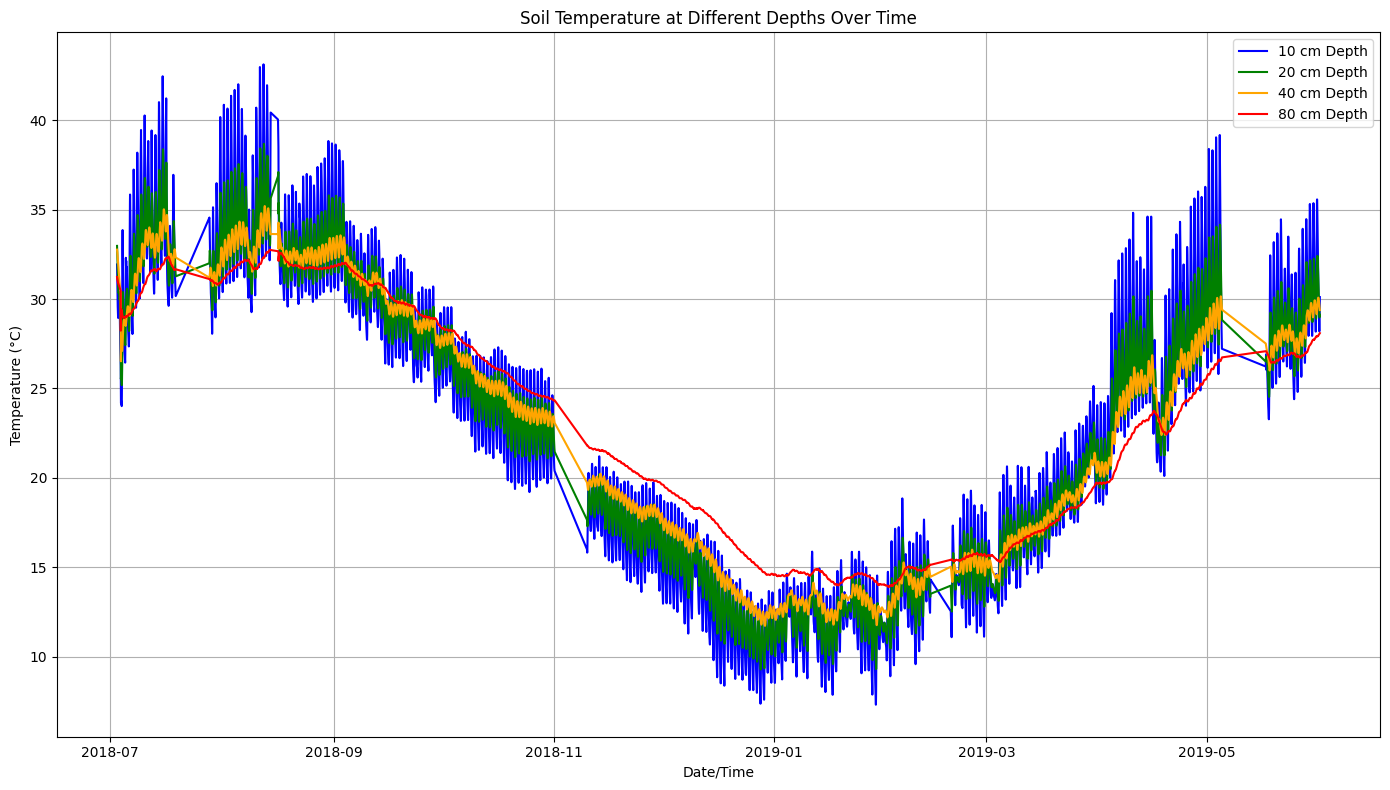 Soil Temperature at Different Depths Over Time
10 cm Depth
20 cm Depth
40 cm Depth
80 cm Depth
Temperature (°C)
40
35
30
25
20
15
10
2018-07
2018-09
2018-11
2019-01
2019-03
2019-05
Date/Time